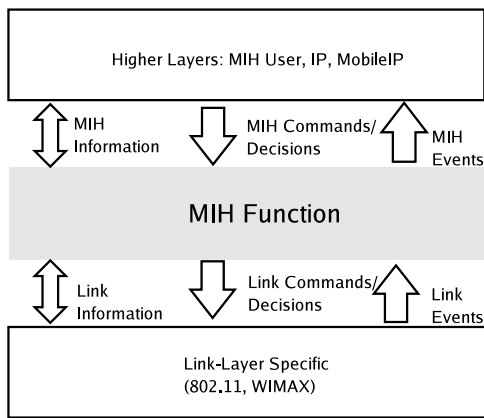 Higher Layers: MIH User, IP, MobileIP
MIH
Information
MIH Commands/
Decisions
MIH
Events
MIH Function
Link
Information
Link Commands/
Decisions
Link
Events
Link-Layer Specific
(802.11, WIMAX)